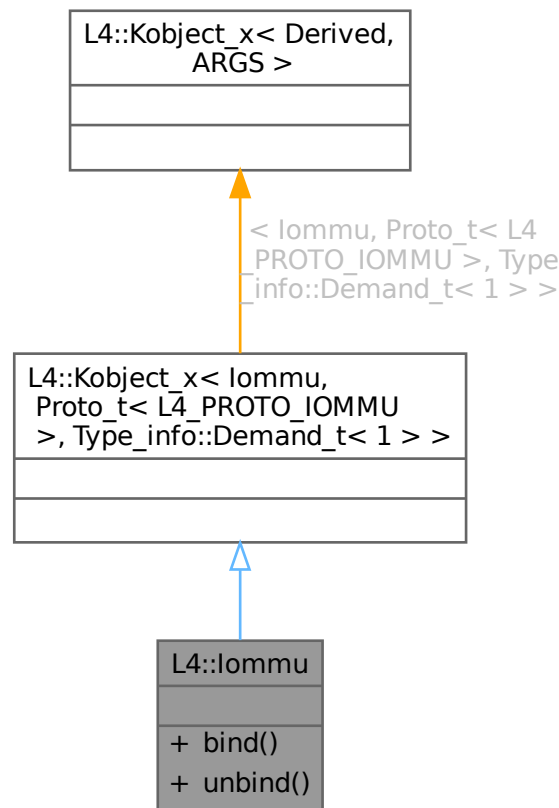 L4::Kobject_x< Derived,
ARGS >
< Iommu, Proto_t< L4
_PROTO_IOMMU >, Type
_info::Demand_t< 1 > >
L4::Kobject_x< Iommu,
Proto_t< L4_PROTO_IOMMU
>, Type_info::Demand_t< 1 > >
L4::Iommu
+ bind()
+ unbind()